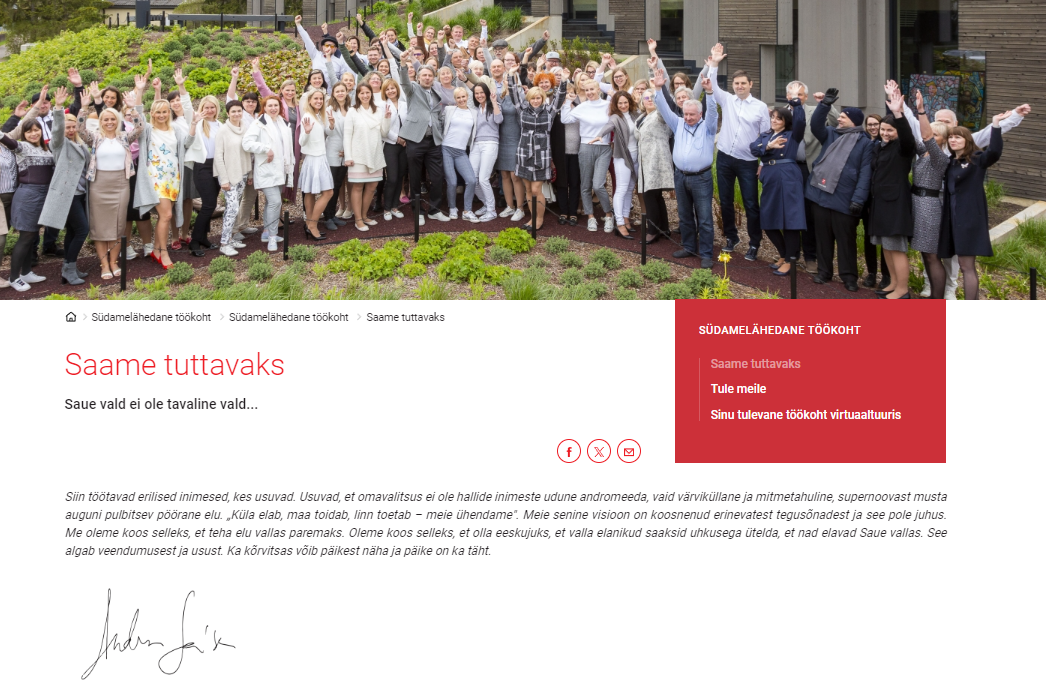 Südamelähedane töökoht
Südamelähedane töökoht
Saame tuttavaks
SÜDAMELÄHEDANE TÖÖKOHT
Saame tuttavaks
Tule meile
Sinu tulevane töökoht virtuaaltuuris
Saame tuttavaks
Saue vald ei ole tavaline vald...
Siin töötavad erilised inimesed, kes usuvad. Usuvad, et omavalitsus ei ole hallide inimeste udune andromeeda, vaid värviküllane ja mitmetahuline, supernoovast musta
auguni pulbitsev pöörane elu. „Küla elab, maa toidab, linn toetab – meie ühendame". Meie senine visioon on koosnenud erinevatest tegusõnadest ja see pole juhus.
Me oleme koos selleks, et teha elu vallas paremaks. Oleme koos selleks, et olla eeskujuks, et valla elanikud saaksid uhkusega ütelda, et nad elavad Saue vallas. See
algab veendumusest ja usust. Ka kõrvitsas võib päikest näha ja päike on ka täht.